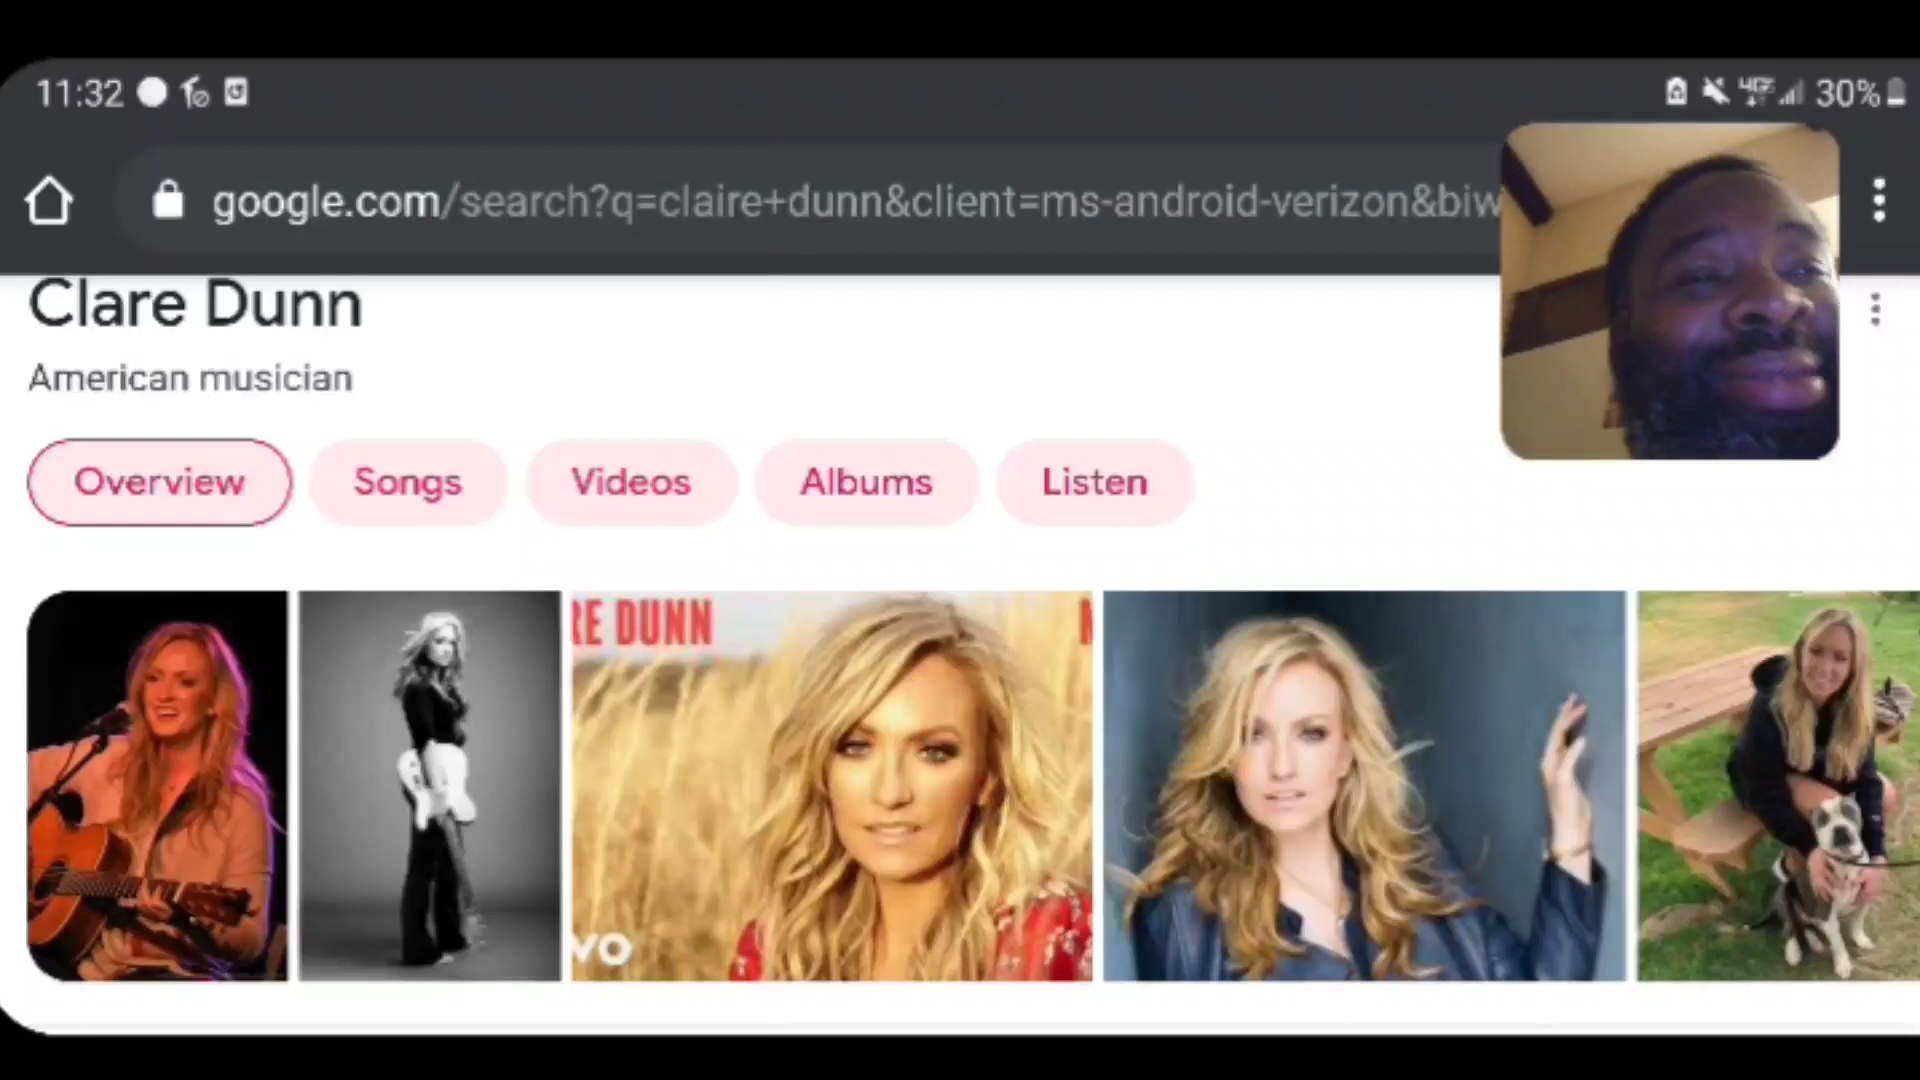 11:32
4GE 30%
google.com/search?q=claire+dunn&client=ms-android-verizon&biw
Clare Dunn
American musician
Overview Songs Videos Albums Listen
RE DUNN
VO